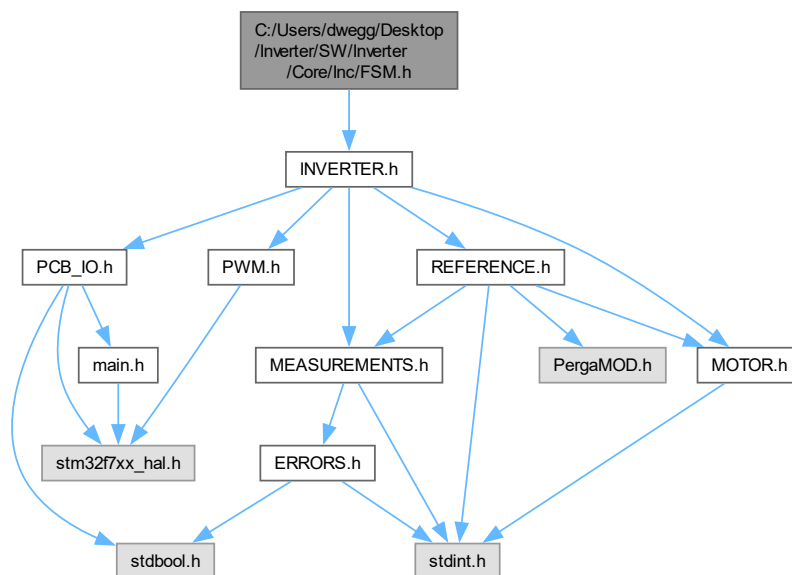 C:/Users/dwegg/Desktop
/Inverter/SW/Inverter
/Core/Inc/FSM.h
INVERTER.h
PCB_IO.h
PWM.h
REFERENCE.h
main.h
MEASUREMENTS.h
PergaMOD.h
MOTOR.h
stm32f7xx_hal.h
ERRORS.h
stdbool.h
stdint.h